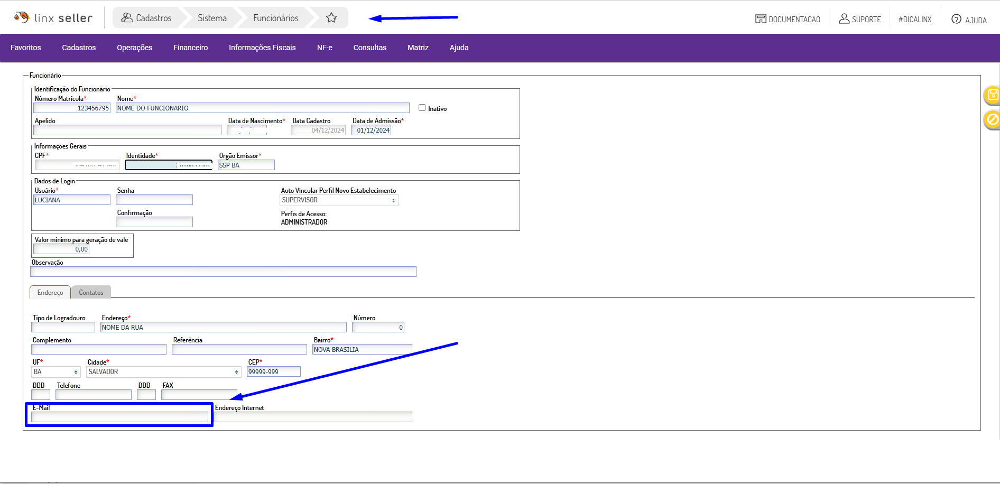 linx seller
Cadastros Sistema Funcionários
DOCUMENTACAO SUPORTE #DICALINX AJUDA
Favoritos Cadastros Operações Financeiro Informações Fiscais NF-e Consultas Matriz Ajuda
Funcionário
Identificação do Funcionário
Número Matrícula* Nome*
123456795 NOME DO FUNCIONARIO Inativo
Apelido Data de Nascimento* Data Cadastro Data de Admissão*
04/12/2024 01/12/2024
Informações Gerais
CPF* Identidade* Orgão Emissor*
SSP BA
Dados de Login
Usuário* Senha Auto Vincular Perfil Novo Estabelecimento
LUCIANA SUPERVISOR
Confirmação Perfis de Acesso:
ADMINISTRADOR
Valor mínimo para geração de vale
0,00
Observação
Endereço Contatos
Tipo de Logradouro Endereço* Número
NOME DA RUA 0
Complemento Referência Bairro*
NOVA BRASILIA
UF* Cidade* CEP*
BA SALVADOR 99999-999
DDD Telefone DDD FAX
E-Mail Endereço Internet